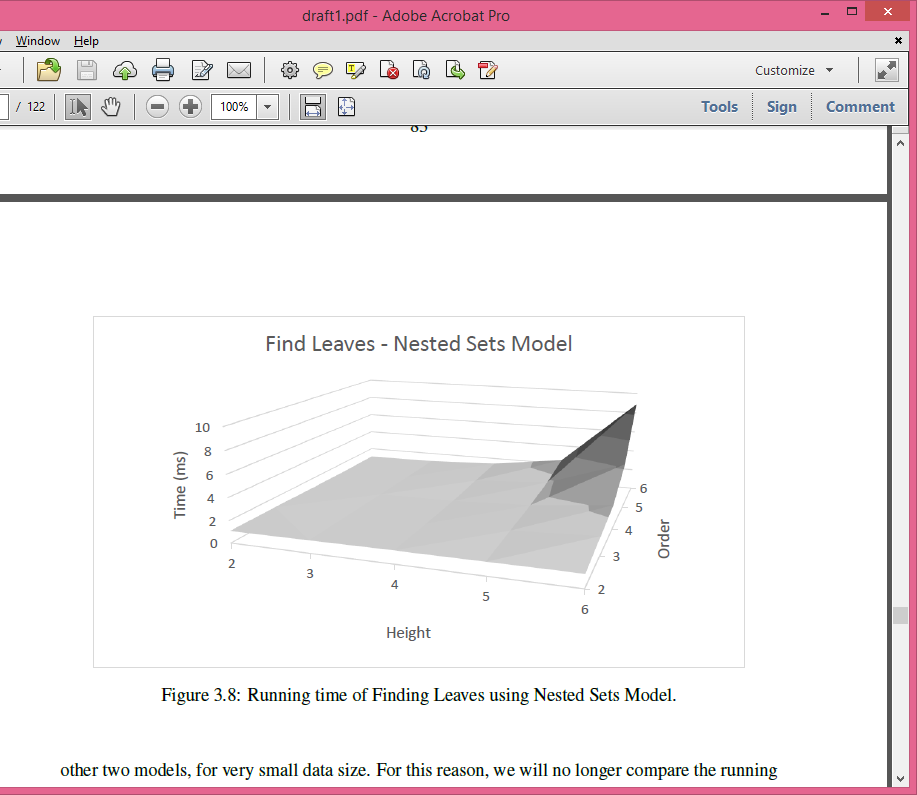 draft1.pdf - Adobe Acrobat Pro
Window Help
Customize
/ 122 100% Tools Sign Comment
85
Find Leaves - Nested Sets Model
10
8
6
4
2
0
Time (ms)
2
3
4
5
6
Height
6
5
4
3
2
Order
Figure 3.8: Running time of Finding Leaves using Nested Sets Model.
other two models, for very small data size. For this reason, we will no longer compare the running